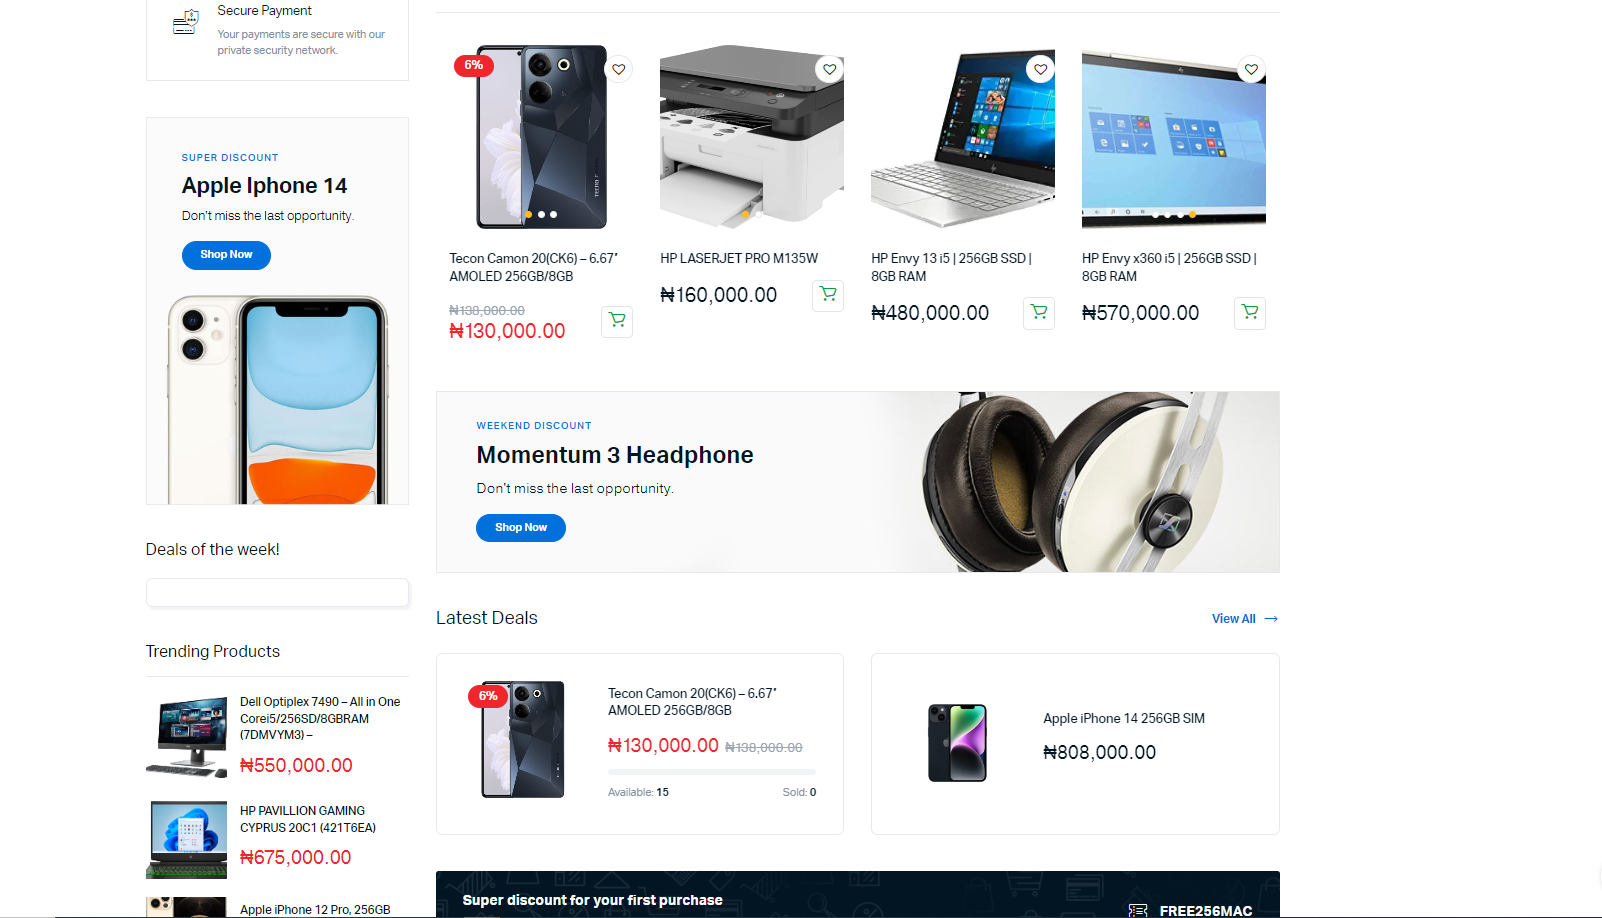 Secure Payment
Your payments are secure with our
private security network.
SUPER DISCOUNT
Apple Iphone 14
Don't miss the last opportunity.
Shop Now
Deals of the week!
Trending Products
Dell Optiplex 7490 – All in One
Corei5/256SD/8GBRAM
(7DMVYM3) –
₦550,000.00
HP PAVILLION GAMING
CYPRUS 20C1 (421T6EA)
₦675,000.00
Apple iPhone 12 Pro, 256GB
6%
Tecon Camon 20(CK6) – 6.67″
AMOLED 256GB/8GB
₦138,000.00
₦130,000.00
HP LASERJET PRO M135W
₦160,000.00
HP Envy 13 i5 | 256GB SSD |
8GB RAM
₦480,000.00
HP Envy x360 i5 | 256GB SSD |
8GB RAM
₦570,000.00
WEEKEND DISCOUNT
Momentum 3 Headphone
Don't miss the last opportunity.
Shop Now
Latest Deals
View All →
6%
Tecon Camon 20(CK6) – 6.67″
AMOLED 256GB/8GB
₦130,000.00 ₦138,000.00
Available: 15 Sold: 0
Apple iPhone 14 256GB SIM
₦808,000.00
Super discount for your first purchase
FREE256MAC